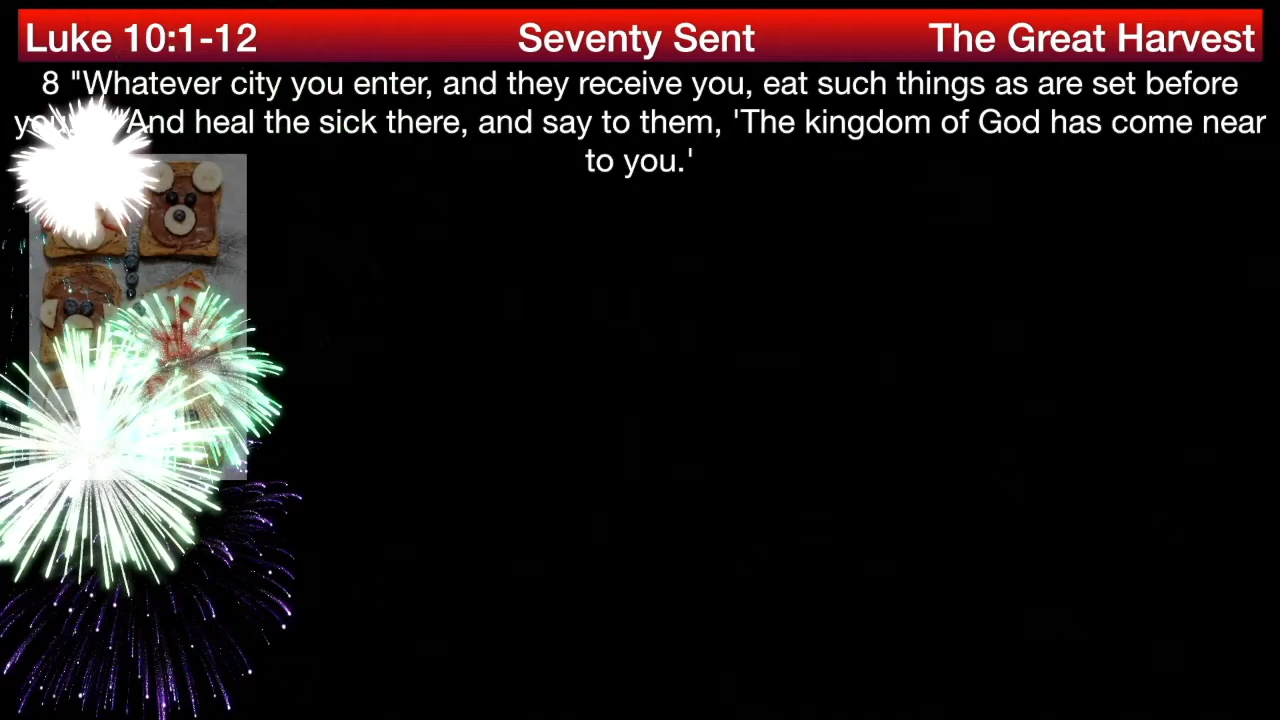 Luke 10:1-12 Seventy Sent The Great Harvest
8 "Whatever city you enter, and they receive you, eat such things as are set before
"And heal the sick there, and say to them, 'The kingdom of God has come near
to you.'